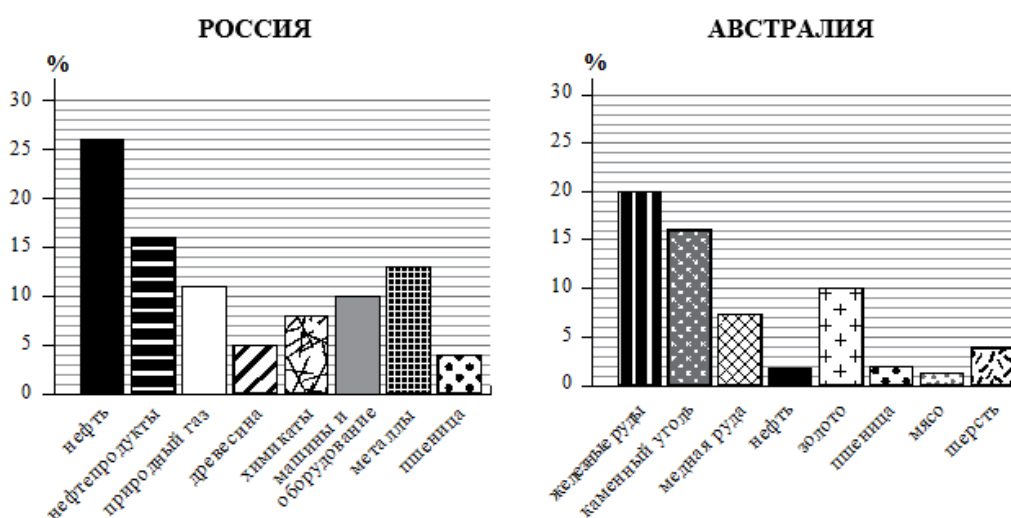 РОССИЯ
%
30
25
20
15
10
5
0
нефть
нефтепродукты
природный газ
древесина
химикаты
машины и
оборудование
металлы
пшеница
АВСТРАЛИЯ
%
30
25
20
15
10
5
0
железные руды
каменный уголь
медная руда
нефть
золото
пшеница
мясо
шерсть